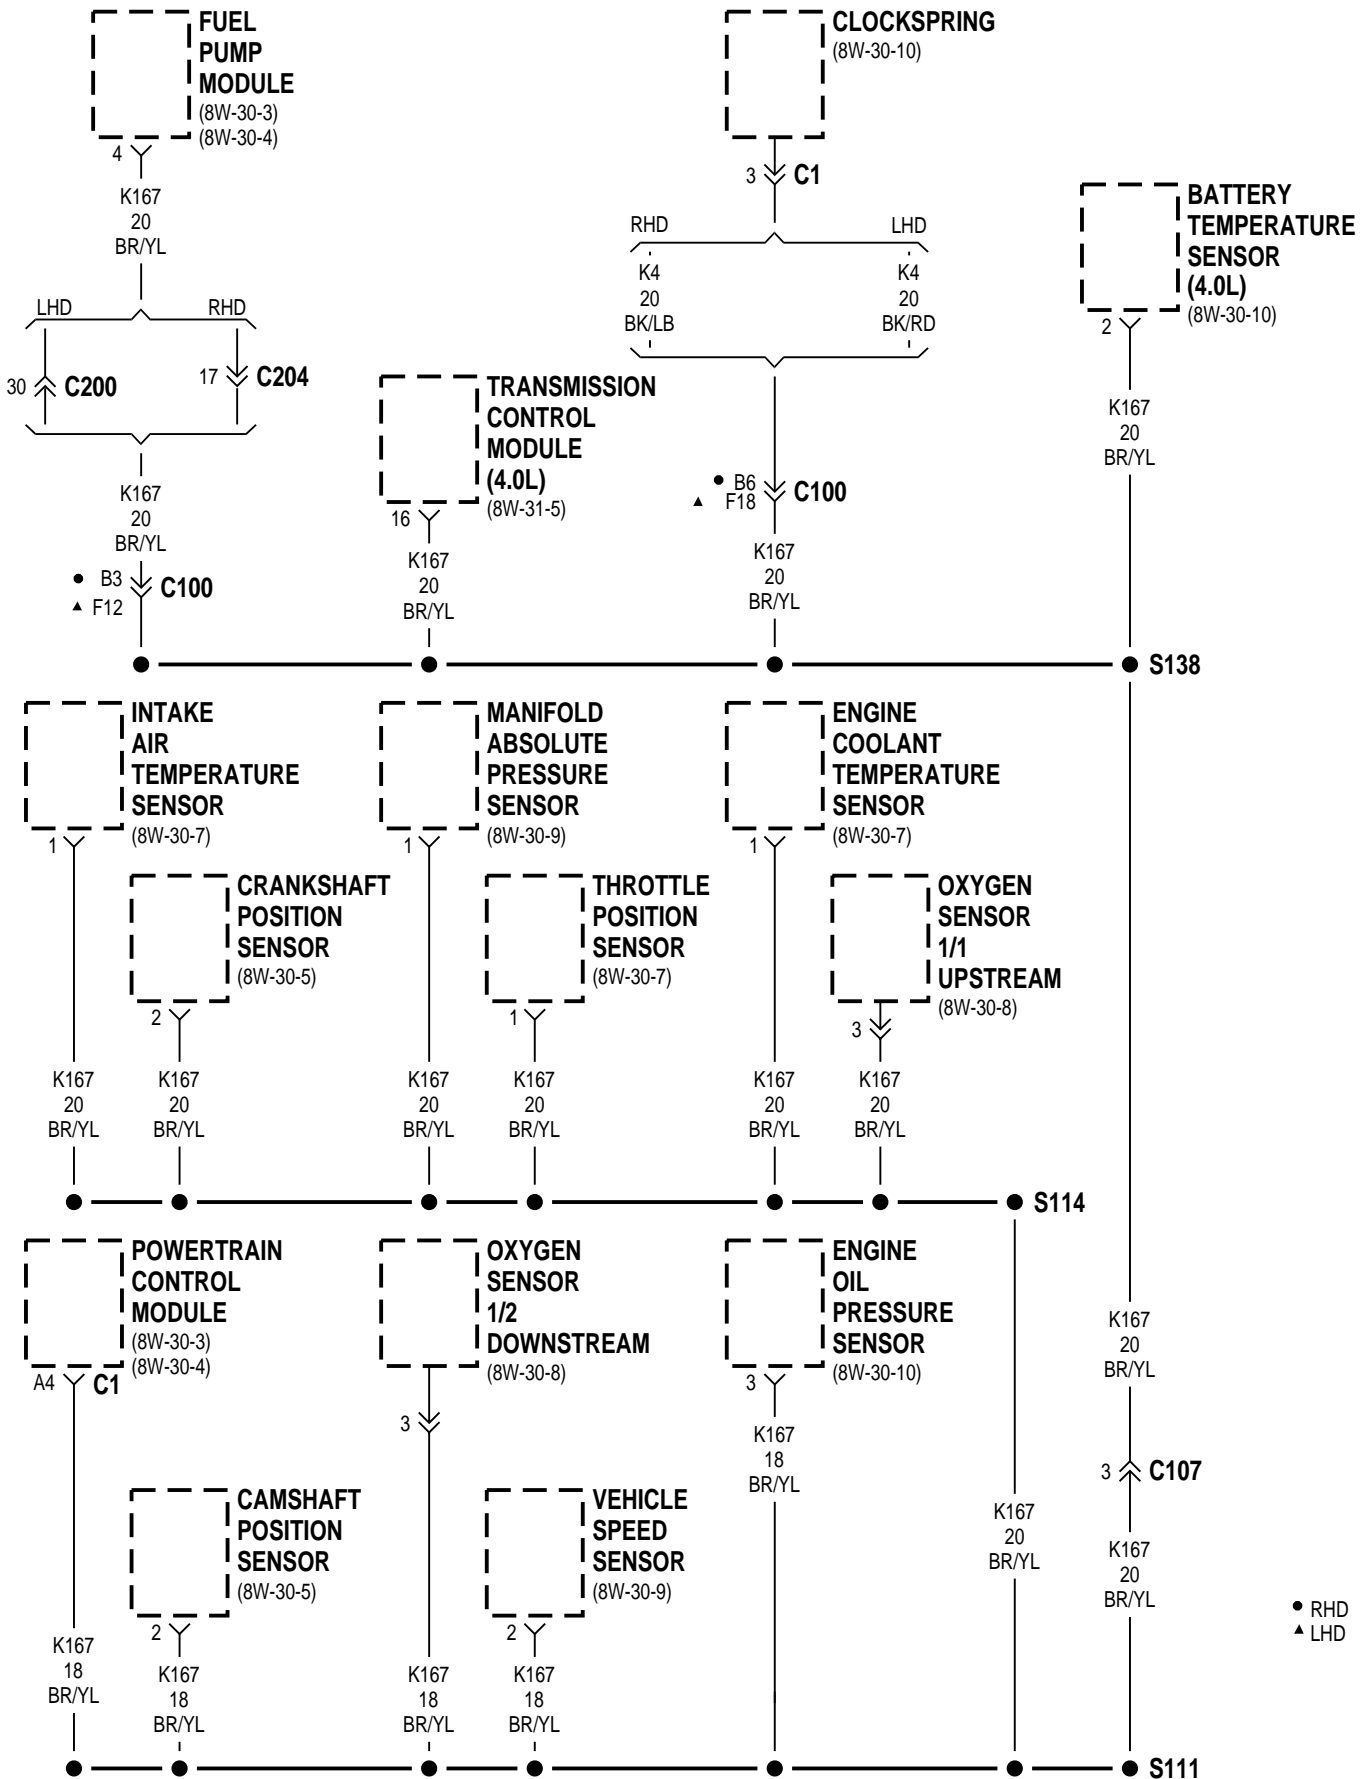 FUEL
PUMP
MODULE
(8W-30-3)
(8W-30-4)
4
K167
20
BR/YL
LHD
RHD
30
C200
17
C204
K167
20
BR/YL
B3
F12
C100
TRANSMISSION
CONTROL
MODULE
(4.0L)
(8W-31-5)
16
K167
20
BR/YL
CLOCKSPRING
(8W-30-10)
3
C1
RHD
LHD
K4
20
BK/LB
K4
20
BK/RD
B6
F18
C100
K167
20
BR/YL
BATTERY
TEMPERATURE
SENSOR
(4.0L)
(8W-30-10)
2
K167
20
BR/YL
S138
INTAKE
AIR
TEMPERATURE
SENSOR
(8W-30-7)
1
K167
20
BR/YL
CRANKSHAFT
POSITION
SENSOR
(8W-30-5)
2
K167
20
BR/YL
MANIFOLD
ABSOLUTE
PRESSURE
SENSOR
(8W-30-9)
1
K167
20
BR/YL
THROTTLE
POSITION
SENSOR
(8W-30-7)
1
K167
20
BR/YL
ENGINE
COOLANT
TEMPERATURE
SENSOR
(8W-30-7)
1
K167
20
BR/YL
OXYGEN
SENSOR
1/1
UPSTREAM
(8W-30-8)
3
K167
20
BR/YL
S114
POWERTRAIN
CONTROL
MODULE
(8W-30-3)
(8W-30-4)
A4
C1
K167
18
BR/YL
CAMSHAFT
POSITION
SENSOR
(8W-30-5)
2
K167
18
BR/YL
OXYGEN
SENSOR
1/2
DOWNSTREAM
(8W-30-8)
3
K167
18
BR/YL
VEHICLE
SPEED
SENSOR
(8W-30-9)
2
K167
18
BR/YL
ENGINE
OIL
PRESSURE
SENSOR
(8W-30-10)
3
K167
18
BR/YL
K167
20
BR/YL
K167
20
BR/YL
3
C107
K167
20
BR/YL
● RHD
▲ LHD
S111